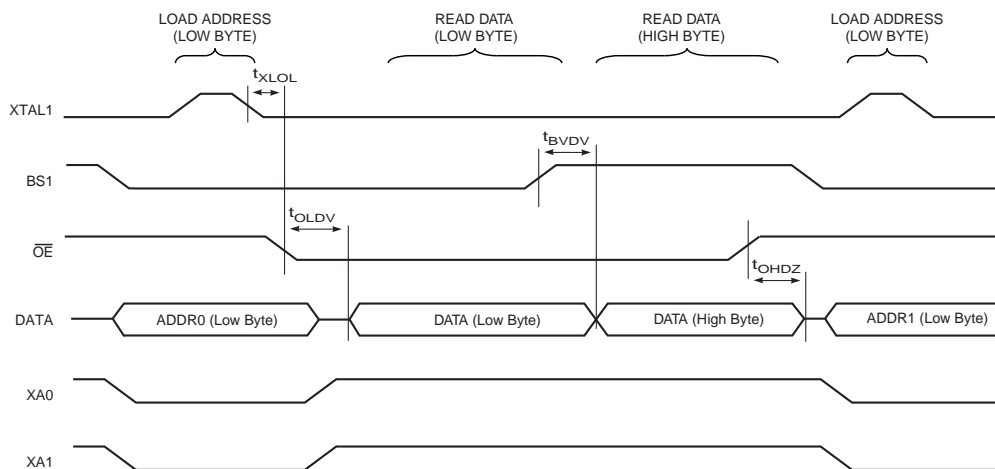 LOAD ADDRESS
(LOW BYTE)
READ DATA
(LOW BYTE)
READ DATA
(HIGH BYTE)
LOAD ADDRESS
(LOW BYTE)
tXLOL
XTAL1
tBVDV
BS1
tOLDV
OE
tOHDZ
DATA
ADDR0 (Low Byte)
DATA (Low Byte)
DATA (High Byte)
ADDR1 (Low Byte)
XA0
XA1